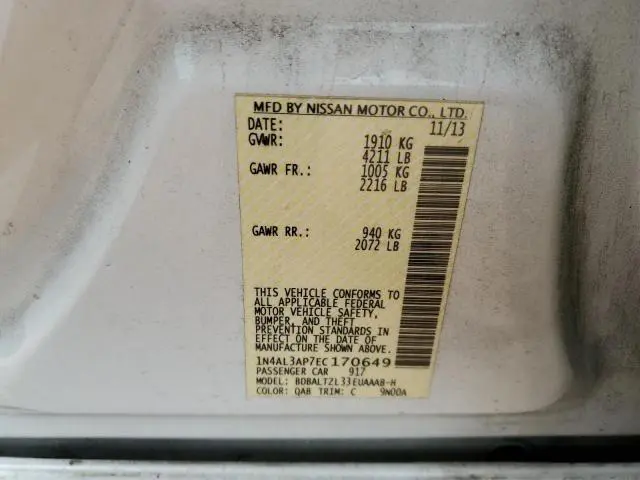 MFD BY NISSAN MOTOR CO., LTD.
DATE: 11/13
GVWR: 1910 KG
4211 LB
GAWR FR.: 1005 KG
2216 LB
GAWR RR.: 940 KG
2072 LB
THIS VEHICLE CONFORMS TO
ALL APPLICABLE FEDERAL
MOTOR VEHICLE SAFETY,
BUMPER, AND THEFT
PREVENTION STANDARDS IN
EFFECT ON THE DATE OF
MANUFACTURE SHOWN ABOVE.
1N4AL3AP7EC170649
PASSENGER CAR 917
MODEL: BDBALTZL33EUAAAB-H
COLOR: QAB TRIM: C 9N00A